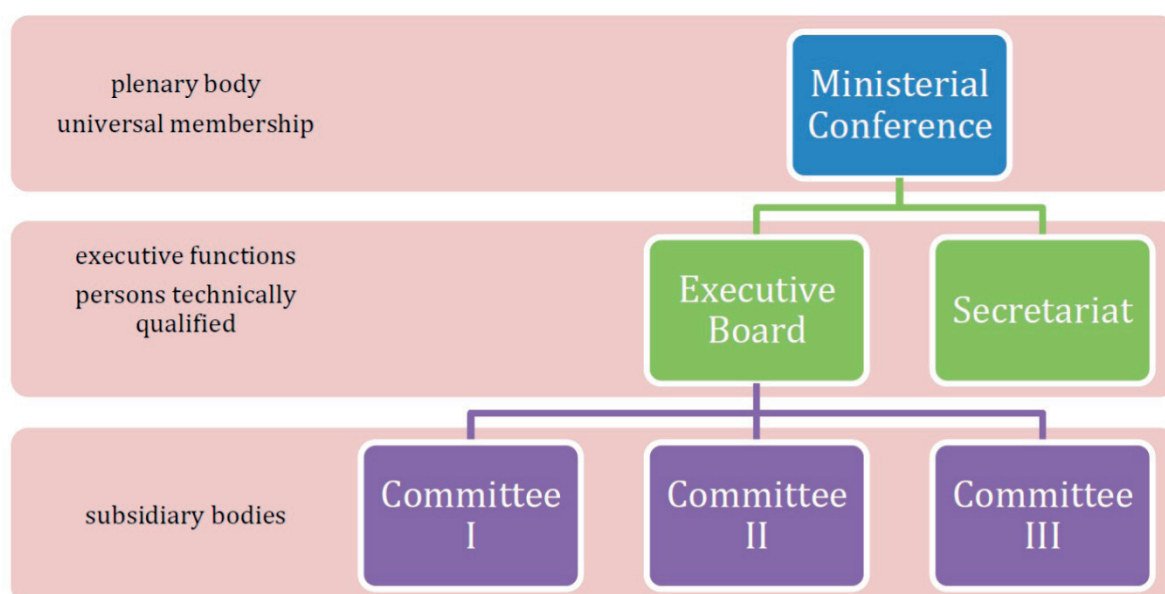 plenary body
universal membership
Ministerial
Conference
executive functions
persons technically
qualified
Executive
Board
Secretariat
subsidiary bodies
Committee
I
Committee
II
Committee
III